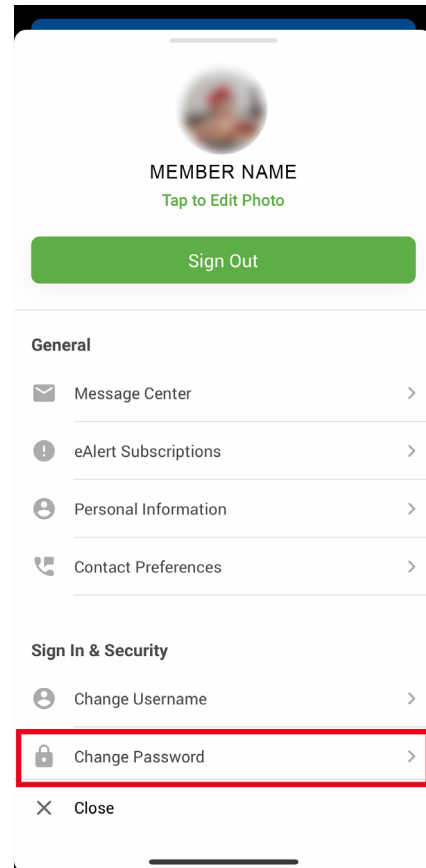 MEMBER NAME
Tap to Edit Photo
Sign Out
General
Message Center
eAlert Subscriptions
Personal Information
Contact Preferences
Sign In & Security
Change Username
Change Password
Close